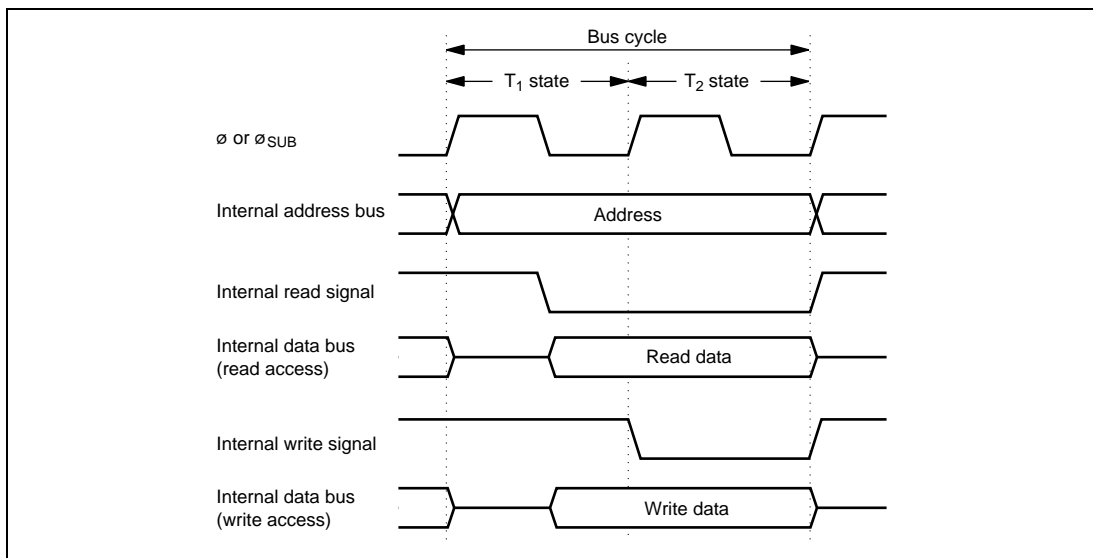 Bus cycle
T₁ state
T₂ state
ø or øSUB
Internal address bus
Address
Internal read signal
Internal data bus
(read access)
Read data
Internal write signal
Internal data bus
(write access)
Write data